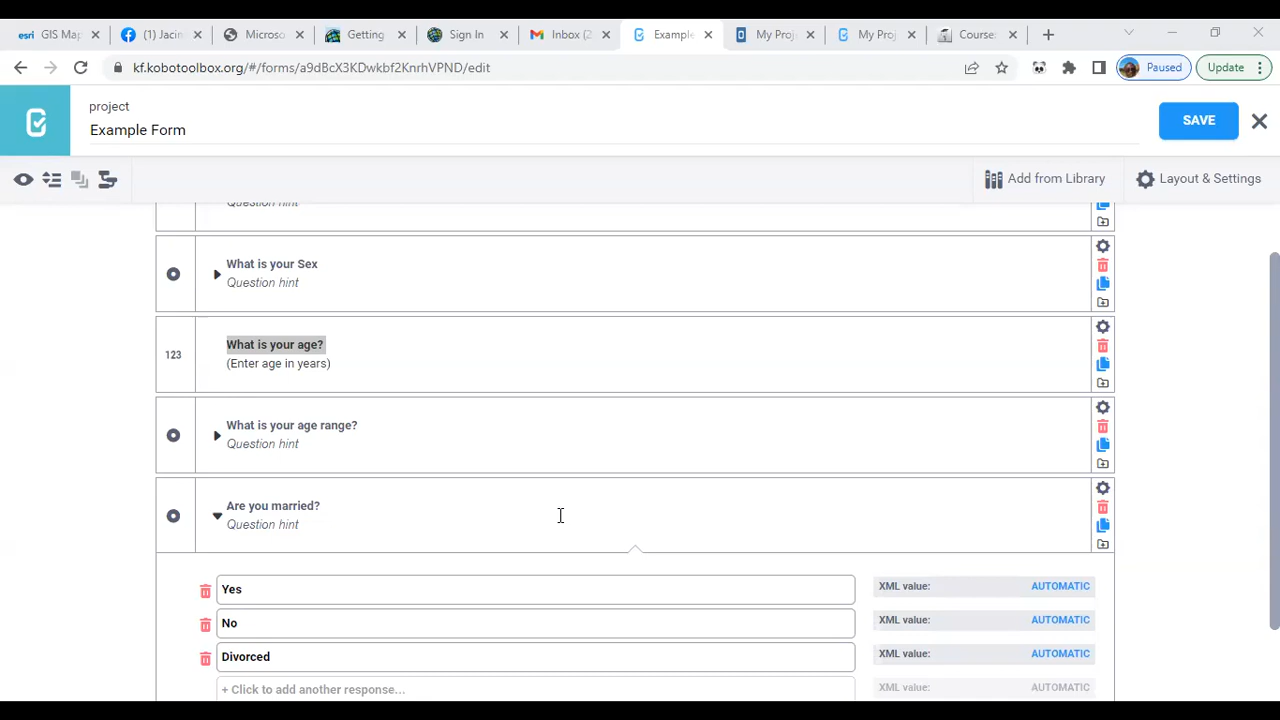 esri GIS Map
(1) Jacin
Microso
Getting
Sign In
Inbox (2
Example
My Proj
My Proj
Course
kf.kobotoolbox.org/#/forms/a9dBcX3KDwkbf2KnrhVPND/edit
Paused
Update
project
Example Form
SAVE
Add from Library
Layout & Settings
Question hint
What is your Sex
Question hint
123
What is your age?
(Enter age in years)
What is your age range?
Question hint
Are you married?
Question hint
Yes
XML value: AUTOMATIC
No
XML value: AUTOMATIC
Divorced
XML value: AUTOMATIC
+ Click to add another response...
XML value: AUTOMATIC